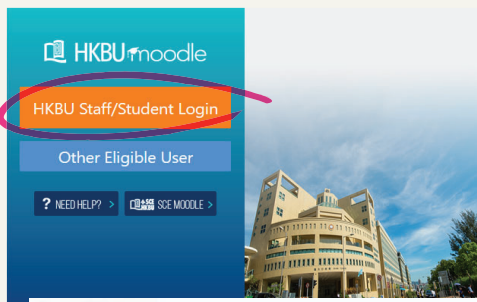 HKBU moodle
HKBU Staff/Student Login
Other Eligible User
? NEED HELP? >
SCE MOODLE >